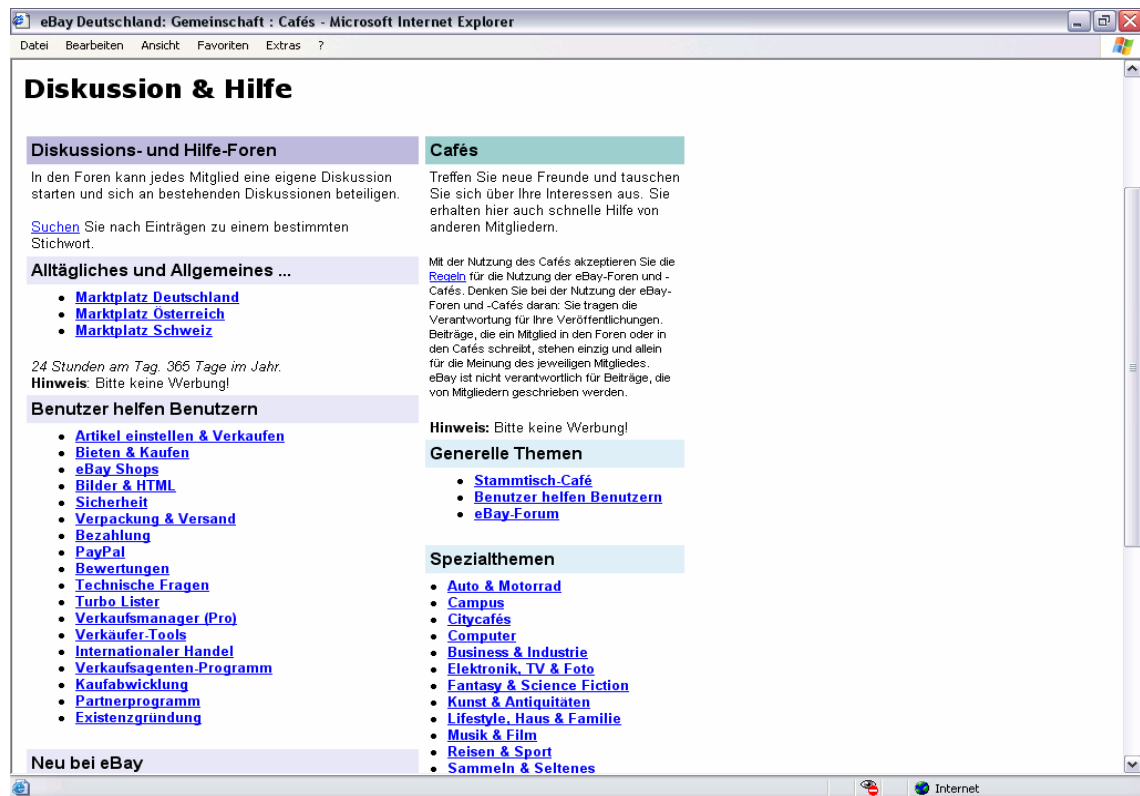 eBay Deutschland: Gemeinschaft : Cafés - Microsoft Internet Explorer
Datei Bearbeiten Ansicht Favoriten Extras ?
Diskussion & Hilfe
Diskussions- und Hilfe-Foren
In den Foren kann jedes Mitglied eine eigene Diskussion
starten und sich an bestehenden Diskussionen beteiligen.
Suchen Sie nach Einträgen zu einem bestimmten
Stichwort.
Alltägliches und Allgemeines ...
• Marktplatz Deutschland
• Marktplatz Österreich
• Marktplatz Schweiz
24 Stunden am Tag. 365 Tage im Jahr.
Hinweis: Bitte keine Werbung!
Benutzer helfen Benutzern
• Artikel einstellen & Verkaufen
• Bieten & Kaufen
• eBay Shops
• Bilder & HTML
• Sicherheit
• Verpackung & Versand
• Bezahlung
• PayPal
• Bewertungen
• Technische Fragen
• Turbo Lister
• Verkaufsmanager (Pro)
• Verkäufer-Tools
• Internationaler Handel
• Verkaufsagenten-Programm
• Kaufabwicklung
• Partnerprogramm
• Existenzgründung
Neu bei eBay
Cafés
Treffen Sie neue Freunde und tauschen
Sie sich über Ihre Interessen aus. Sie
erhalten hier auch schnelle Hilfe von
anderen Mitgliedern.
Mit der Nutzung des Cafés akzeptieren Sie die
Regeln für die Nutzung der eBay-Foren und -
Cafés. Denken Sie bei der Nutzung der eBay-
Foren und -Cafés daran: Sie tragen die
Verantwortung für Ihre Veröffentlichungen.
Beiträge, die ein Mitglied in den Foren oder in
den Cafés schreibt, stehen einzig und allein
für die Meinung des jeweiligen Mitgliedes.
eBay ist nicht verantwortlich für Beiträge, die
von Mitgliedern geschrieben werden.
Hinweis: Bitte keine Werbung!
Generelle Themen
• Stammtisch-Café
• Benutzer helfen Benutzern
• eBay-Forum
Spezialthemen
• Auto & Motorrad
• Campus
• Citycafés
• Computer
• Business & Industrie
• Elektronik, TV & Foto
• Fantasy & Science Fiction
• Kunst & Antiquitäten
• Lifestyle, Haus & Familie
• Musik & Film
• Reisen & Sport
• Sammeln & Seltenes
Internet